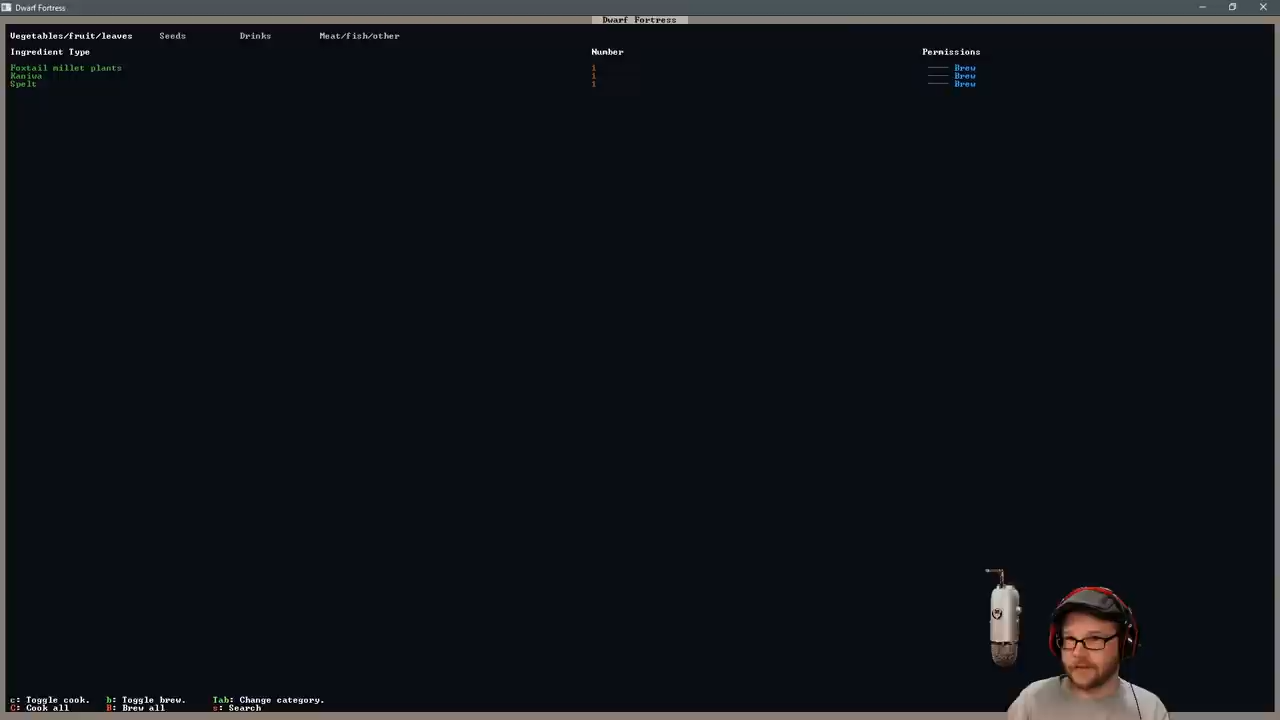 Dwarf Fortress
Dwarf Fortress
Vegetables/fruit/leaves Seeds Drinks Meat/fish/other
Ingredient Type Number Permissions
Foxtail millet plants 1 Brew
Kaniwa 1 Brew
Spelt 1 Brew
c: Toggle cook. b: Toggle brew. Tab: Change category.
C: Cook all B: Brew all s: Search